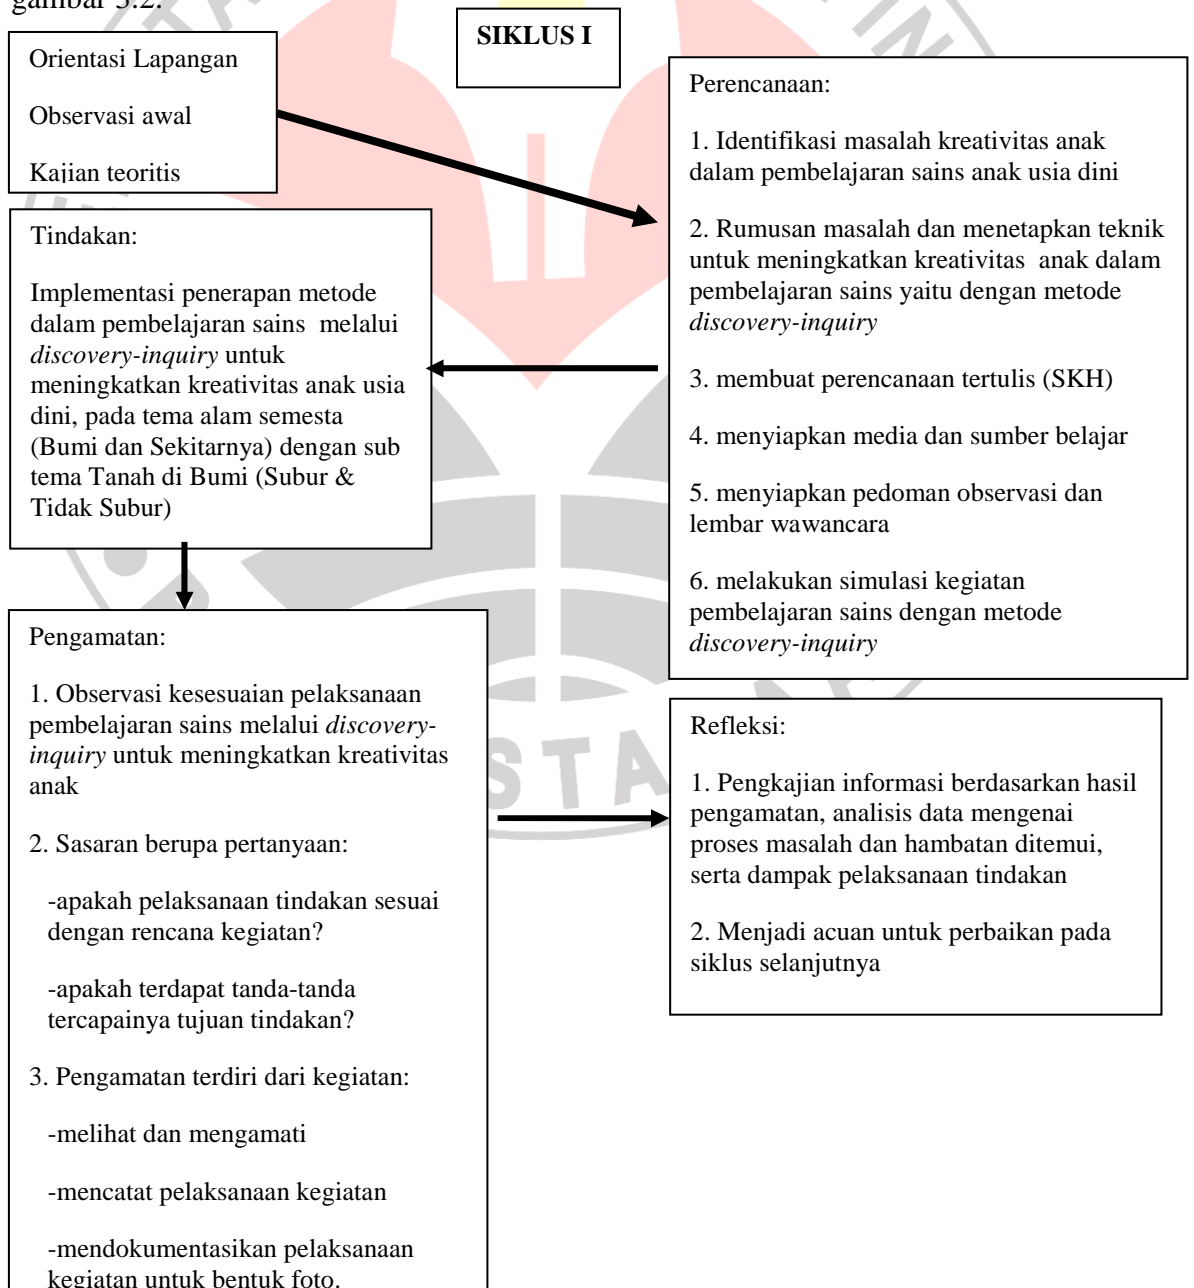 gambar 3.2.
SIKLUS I
Orientasi Lapangan
Observasi awal
Kajian teoritis
Perencanaan:
1. Identifikasi masalah kreativitas anak
dalam pembelajaran sains anak usia dini
2. Rumusan masalah dan menetapkan teknik
untuk meningkatkan kreativitas  anak dalam
pembelajaran sains yaitu dengan metode
discovery-inquiry
3. membuat perencanaan tertulis (SKH)
4. menyiapkan media dan sumber belajar
5. menyiapkan pedoman observasi dan
lembar wawancara
6. melakukan simulasi kegiatan
pembelajaran sains dengan metode
discovery-inquiry
Tindakan:
Implementasi penerapan metode
dalam pembelajaran sains  melalui
discovery-inquiry untuk
meningkatkan kreativitas anak usia
dini, pada tema alam semesta
(Bumi dan Sekitarnya) dengan sub
tema Tanah di Bumi (Subur &
Tidak Subur)
Pengamatan:
1. Observasi kesesuaian pelaksanaan
pembelajaran sains melalui discovery-
inquiry untuk meningkatkan kreativitas
anak
2. Sasaran berupa pertanyaan:
-apakah pelaksanaan tindakan sesuai
dengan rencana kegiatan?
-apakah terdapat tanda-tanda
tercapainya tujuan tindakan?
3. Pengamatan terdiri dari kegiatan:
-melihat dan mengamati
-mencatat pelaksanaan kegiatan
-mendokumentasikan pelaksanaan
kegiatan untuk bentuk foto.
Refleksi:
1. Pengkajian informasi berdasarkan hasil
pengamatan, analisis data mengenai
proses masalah dan hambatan ditemui,
serta dampak pelaksanaan tindakan
2. Menjadi acuan untuk perbaikan pada
siklus selanjutnya